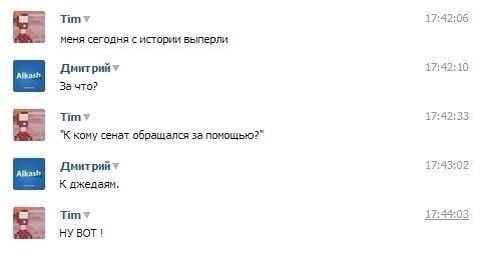 Tim 17:42:06
меня сегодня с истории выперли
Alkash
Дмитрий 17:42:10
За что?
Tim 17:42:33
"К кому сенат обращался за помощью?"
Alkash
Дмитрий 17:43:02
К джедаям.
Tim 17:44:03
НУ ВОТ !